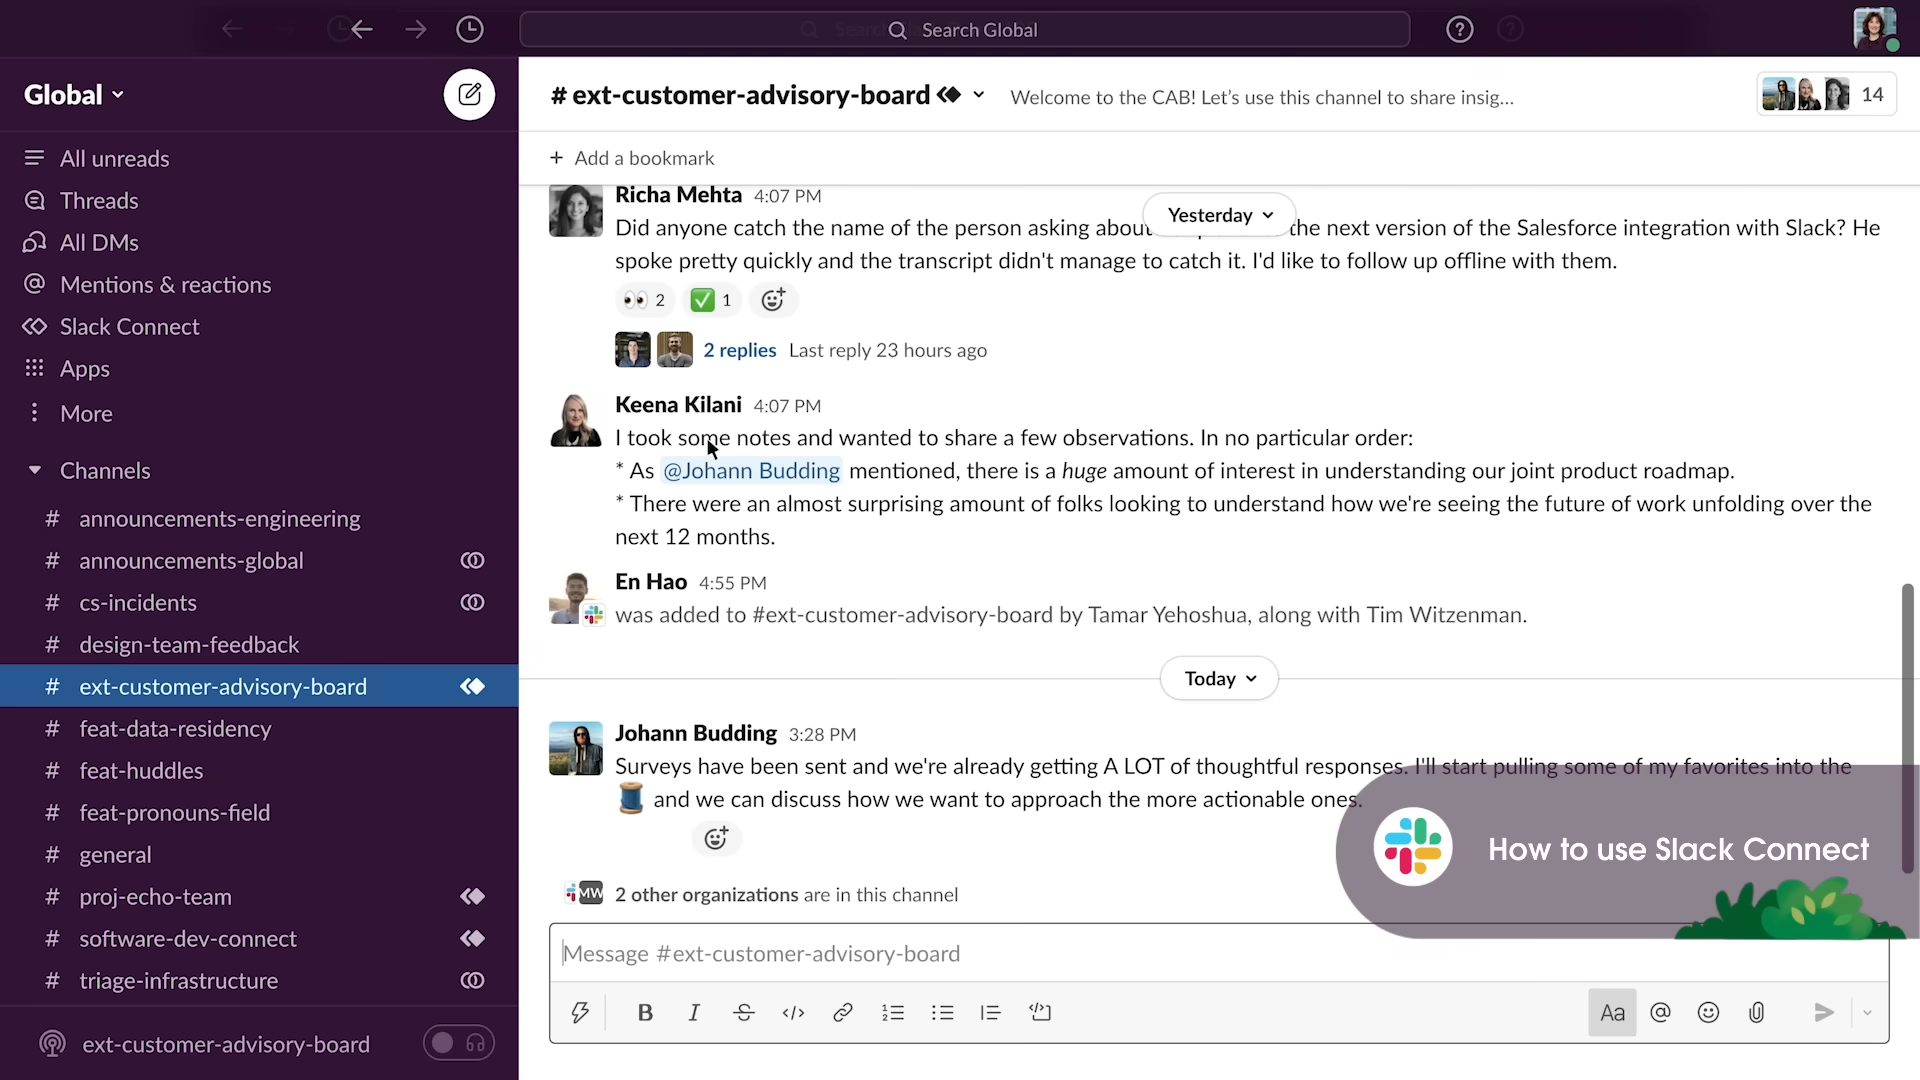 Search Global
Global
All unreads
Threads
All DMs
Mentions & reactions
Slack Connect
Apps
More
Channels
# announcements-engineering
# announcements-global
# cs-incidents
# design-team-feedback
# ext-customer-advisory-board
# feat-data-residency
# feat-huddles
# feat-pronouns-field
# general
# proj-echo-team
# software-dev-connect
# triage-infrastructure
ext-customer-advisory-board
# ext-customer-advisory-board
Welcome to the CAB! Let’s use this channel to share insig...
14
+ Add a bookmark
Richa Mehta 4:07 PM
Yesterday
Did anyone catch the name of the person asking about the next version of the Salesforce integration with Slack? He
spoke pretty quickly and the transcript didn't manage to catch it. I'd like to follow up offline with them.
2 1
2 replies Last reply 23 hours ago
Keena Kilani 4:07 PM
I took some notes and wanted to share a few observations. In no particular order:
* As @Johann Budding mentioned, there is a huge amount of interest in understanding our joint product roadmap.
* There were an almost surprising amount of folks looking to understand how we're seeing the future of work unfolding over the
next 12 months.
En Hao 4:55 PM
was added to #ext-customer-advisory-board by Tamar Yehoshua, along with Tim Witzenman.
Today
Johann Budding 3:28 PM
Surveys have been sent and we're already getting A LOT of thoughtful responses. I'll start pulling some of my favorites into the
and we can discuss how we want to approach the more actionable ones.
How to use Slack Connect
MW
2 other organizations are in this channel
Message #ext-customer-advisory-board
B I S </> Aa @